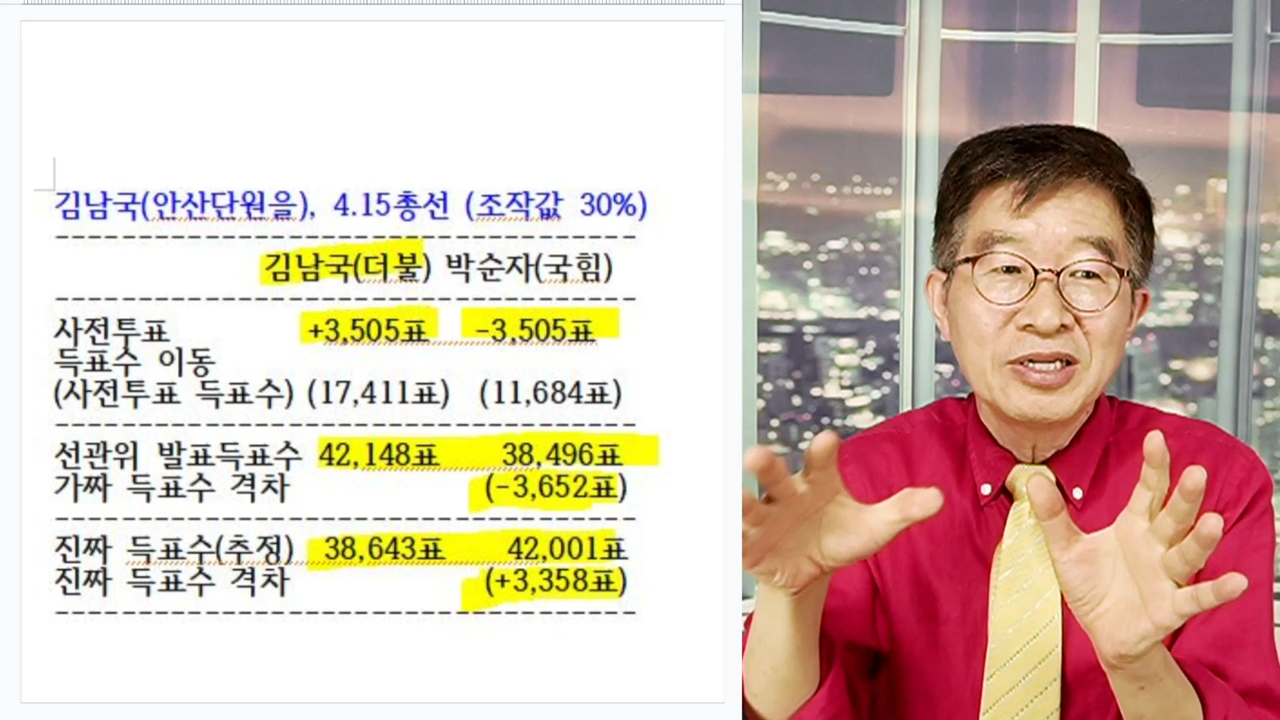 김남국(안산단원을), 4.15총선 (조작값 30%)
김남국(더불) 박순자(국힘)
사전투표 +3,505표 -3,505표
득표수 이동
(사전투표 득표수) (17,411표) (11,684표)
선관위 발표득표수 42,148표 38,496표
가짜 득표수 격차 (-3,652표)
진짜 득표수(추정) 38,643표 42,001표
진짜 득표수 격차 (+3,358표)